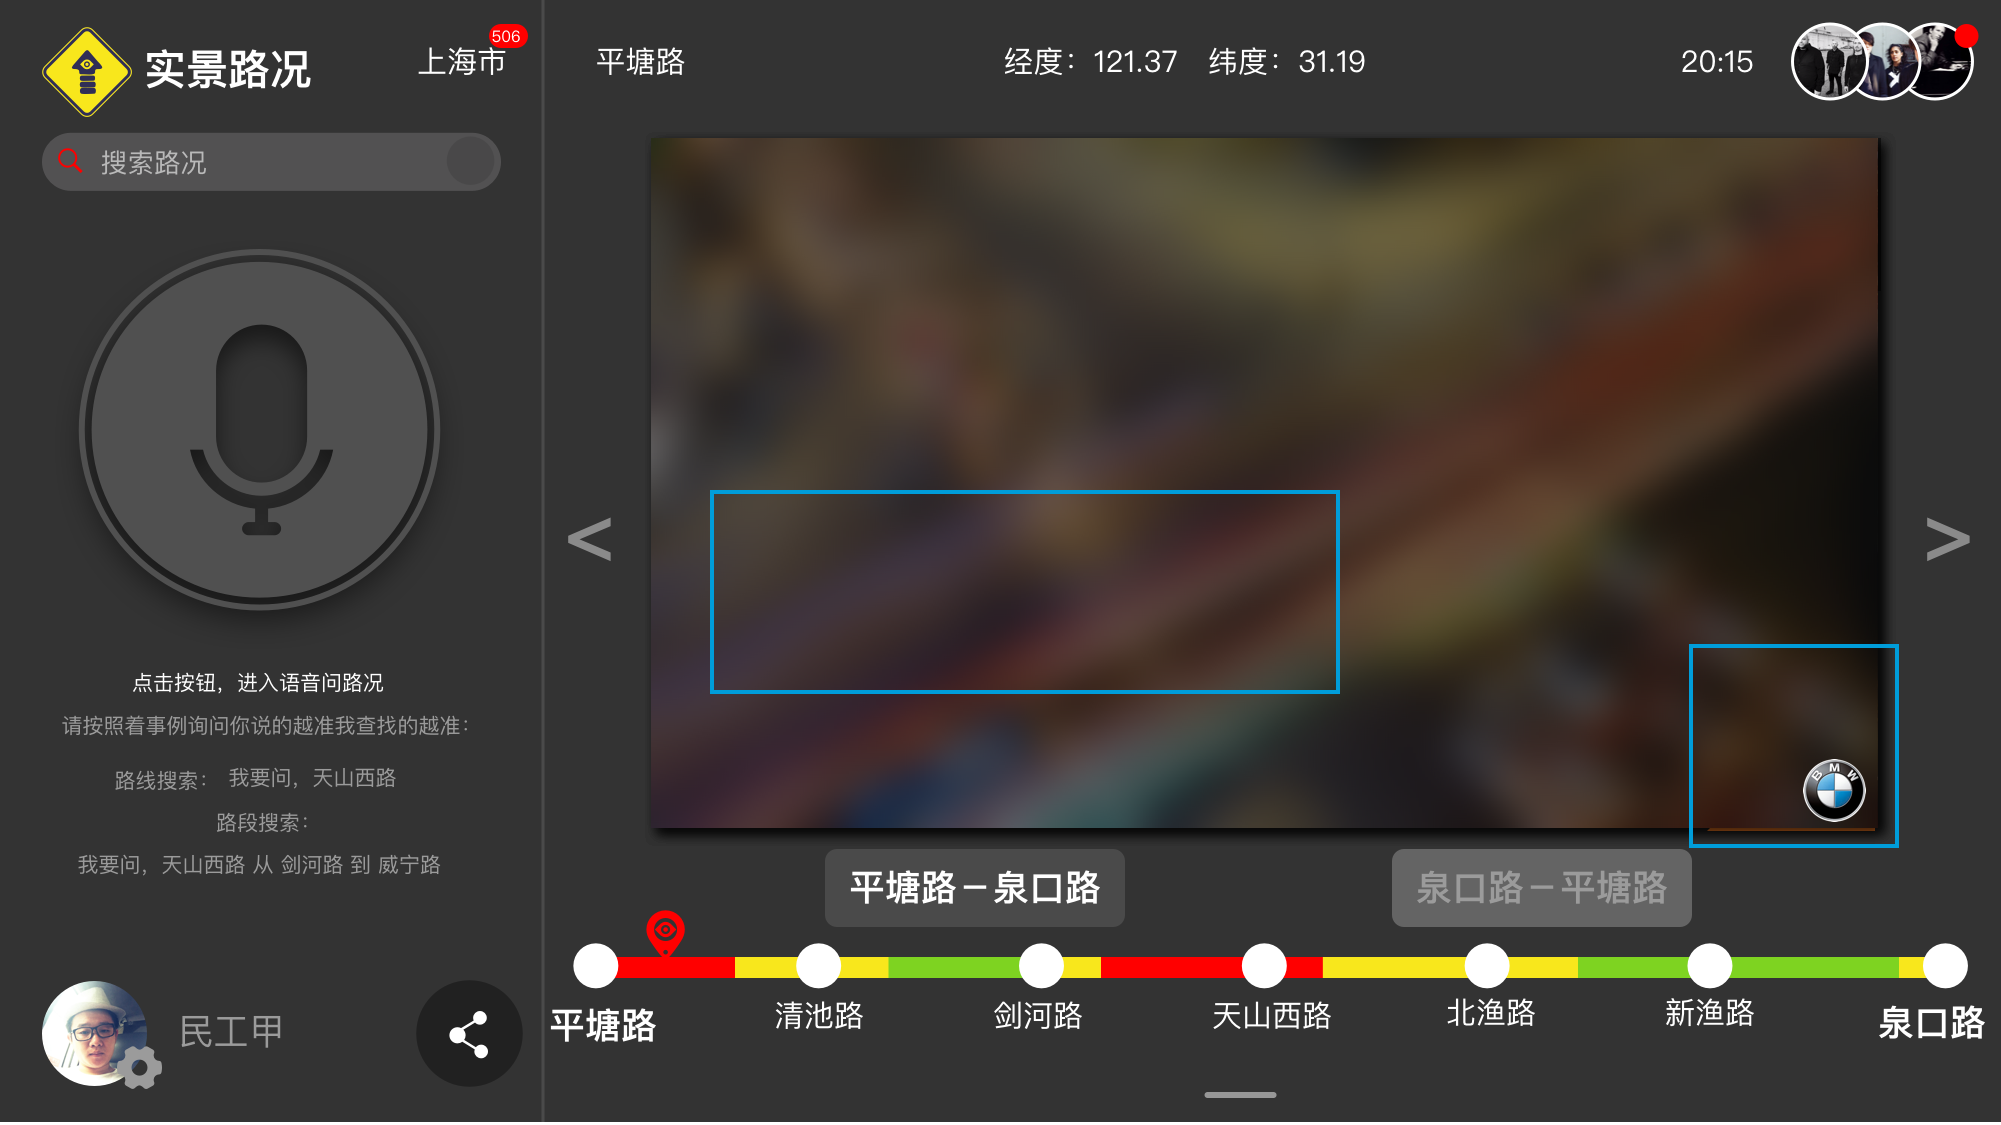 实景路况
上海市
506
搜索路况
点击按钮，进入语音问路况
请按照着事例询问你说的越准我查找的越准：
路线搜索： 我要问，天山西路
路段搜索：
我要问，天山西路 从 剑河路 到 威宁路
民工甲
平塘路
经度：121.37 纬度：31.19
20:15
<
>
BMW
平塘路－泉口路
泉口路－平塘路
平塘路
清池路
剑河路
天山西路
北渔路
新渔路
泉口路